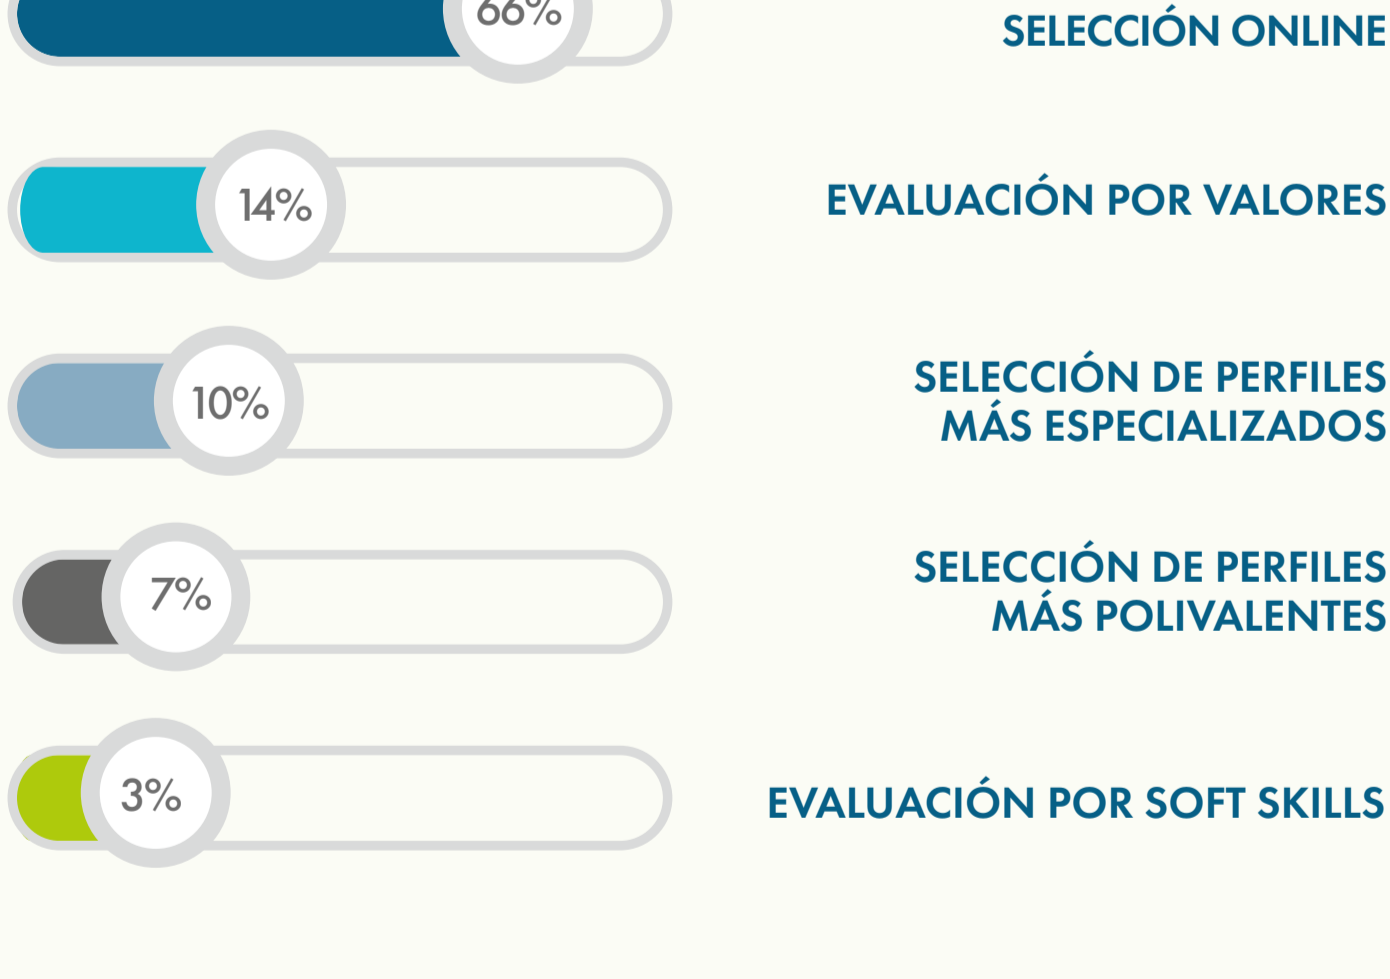 66%
SELECCIÓN ONLINE
14%
EVALUACIÓN POR VALORES
10%
SELECCIÓN DE PERFILES
MÁS ESPECIALIZADOS
7%
SELECCIÓN DE PERFILES
MÁS POLIVALENTES
3%
EVALUACIÓN POR SOFT SKILLS